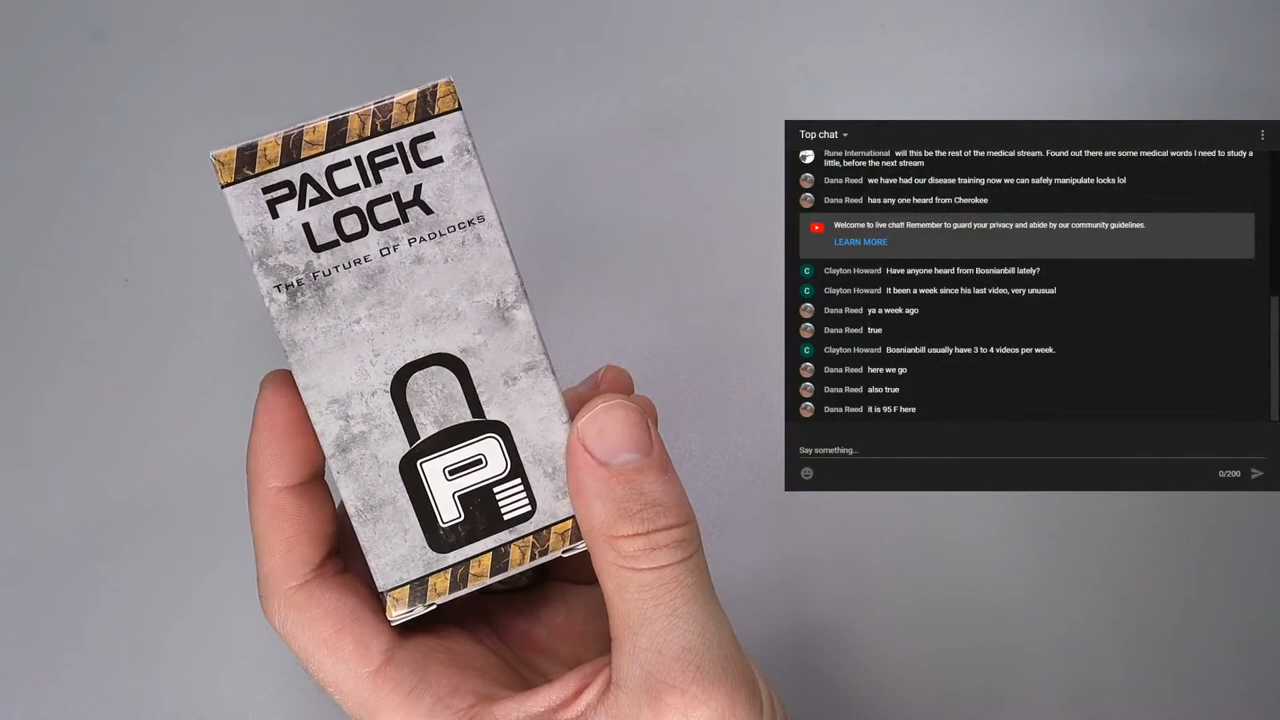 PACIFIC
LOCK
THE FUTURE OF PADLOCKS
P
Top chat
Rune International will this be the rest of the medical stream. Found out there are some medical words I need to study a
little, before the next stream
Dana Reed we have had our disease training now we can safely manipulate locks lol
Dana Reed has any one heard from Cherokee
Welcome to live chat! Remember to guard your privacy and abide by our community guidelines.
LEARN MORE
C Clayton Howard Have anyone heard from Bosnianbill lately?
C Clayton Howard It been a week since his last video, very unusual
Dana Reed ya a week ago
Dana Reed true
C Clayton Howard Bosnianbill usually have 3 to 4 videos per week.
Dana Reed here we go
Dana Reed also true
Dana Reed it is 95 F here
Say something...
0/200